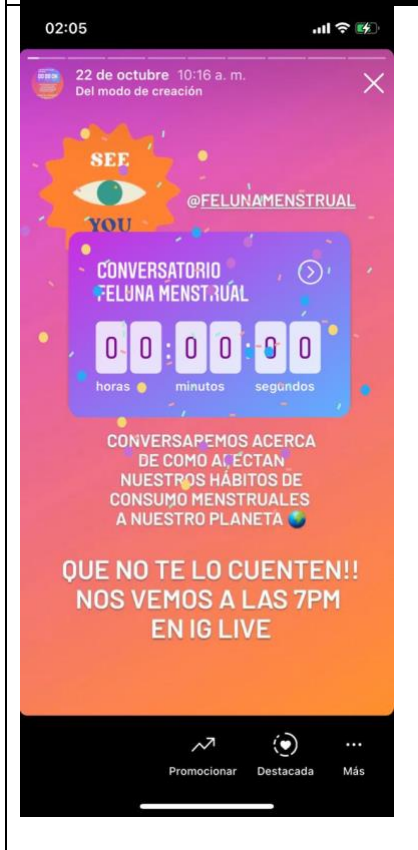 02:05
22 de octubre 10:16 a. m.
Del modo de creación
SEE
YOU
@FELUNAMENSTRUAL
CONVERSATORIO
FELUNA MENSTRUAL
00:00:00
horas minutos segundos
CONVERSAREMOS ACERCA
DE COMO AFECTAN
NUESTROS HÁBITOS DE
CONSUMO MENSTRUALES
A NUESTRO PLANETA 🌎
QUE NO TE LO CUENTEN!!
NOS VEMOS A LAS 7PM
EN IG LIVE
Promocionar Destacada Más